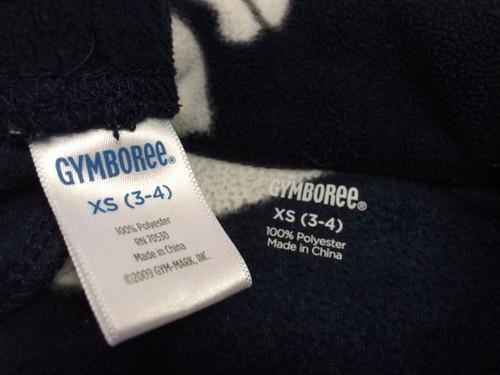 GYMBOREE®
XS (3-4)
100% Polyester
RN 70530
Made in China
©2009 GYM-MARK, INC.
GYMBOREE®
XS (3-4)
100% Polyester
Made in China